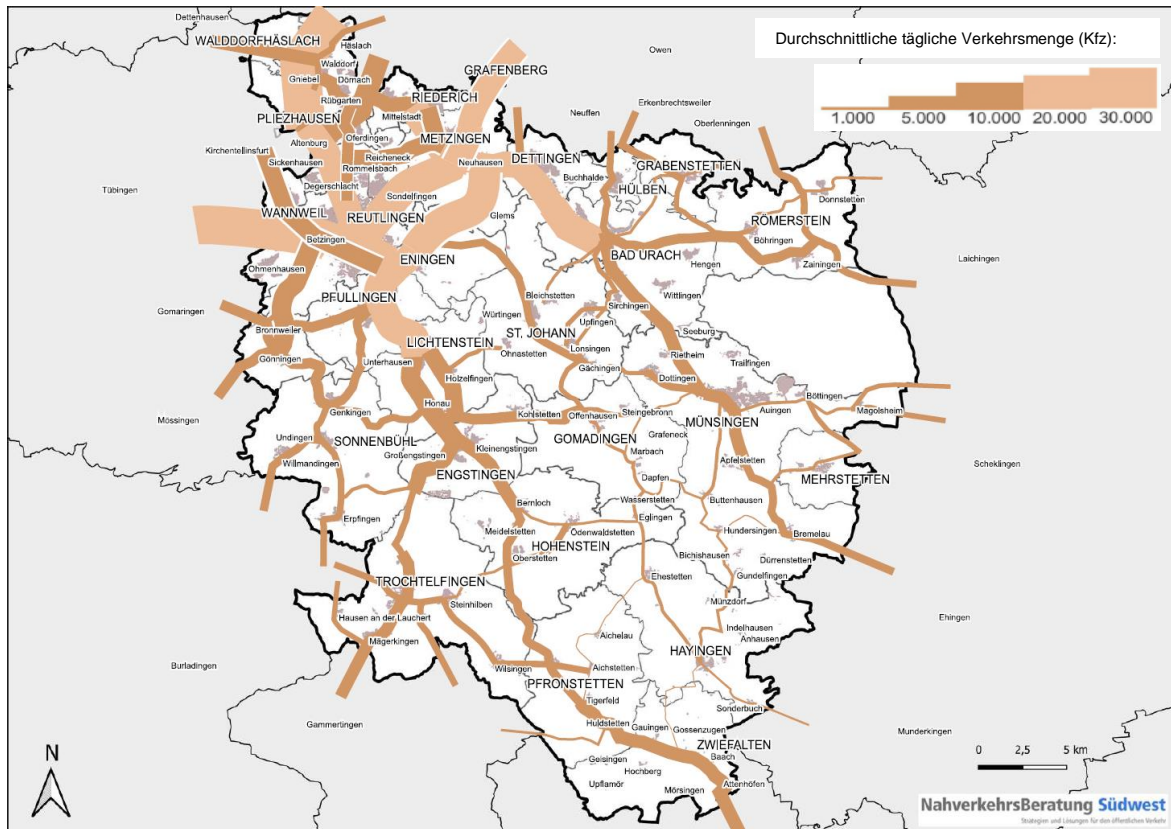 Dettenhausen
WALDDORFHÄSLACH
Häslach
Walddorf
Gniebel
Dörnach
Rübgarten
RIEDERICH
GRAFENBERG
Owen
Durchschnittliche tägliche Verkehrsmenge (Kfz):
1.000 5.000 10.000 20.000 30.000
PLIEZHAUSEN
Mittelstadt
Neuffen
Erkenbrechtsweiler
Oberlenningen
Altenburg
Oferdingen
METZINGEN
Kirchentellinsfurt
Sickenhausen
Reicheneck
Rommelsbach
Neuhausen
DETTINGEN
GRABENSTETTEN
Tübingen
Degerschlacht
Buchhalde
HÜLBEN
Donnstetten
WANNWEIL
Sondelfingen
REUTLINGEN
Glems
RÖMERSTEIN
Betzingen
Böhringen
ENINGEN
BAD URACH
Hengen
Zainingen
Laichingen
Ohmenhausen
PFULLINGEN
Bleichstetten
Wittlingen
Sirchingen
Gomaringen
Würtingen
Upfingen
Bronnweiler
ST. JOHANN
Seeburg
LICHTENSTEIN
Lonsingen
Ohnastetten
Rietheim
Trailfingen
Gönningen
Unterhausen
Gächingen
Holzelfingen
Dottingen
Böttingen
Mössingen
Genkingen
Honau
Kohlstetten
Offenhausen
Steingebronn
MÜNSINGEN
Auingen
Magolsheim
Undingen
SONNENBÜHL
Kleinengstingen
GOMADINGEN
Grafeneck
Willmandingen
Großengstingen
Marbach
Apfelstetten
Scheklingen
ENGSTINGEN
Dapfen
MEHRSTETTEN
Bernloch
Wasserstetten
Buttenhausen
Erpfingen
Eglingen
Meidelstetten
Ödenwaldstetten
Hundersingen
Bremelau
HOHENSTEIN
Oberstetten
Bichishausen
Dürrenstetten
TROCHTELFINGEN
Ehestetten
Gundelfingen
Steinhilben
Münzdorf
Hausen an der Lauchert
Ehingen
Indelhausen
Anhausen
Mägerkingen
Aichelau
HAYINGEN
Burladingen
Wilsingen
Aichstetten
PFRONSTETTEN
Tigerfeld
Sonderbuch
Gammertingen
Huldstetten
Gauingen
Gossenzugen
Munderkingen
ZWIEFALTEN
Baach
Geisingen
Hochberg
Upflamör
Mörsingen
Attenhöfen
N
0 2,5 5 km
NahverkehrsBeratung Südwest
Strategien und Lösungen für den öffentlichen Verkehr